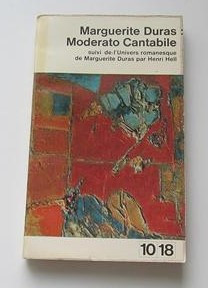 Marguerite Duras :
Moderato Cantabile
suivi de-l'Univers romanesque
de Marguerite Duras par Henri Hell
10 18